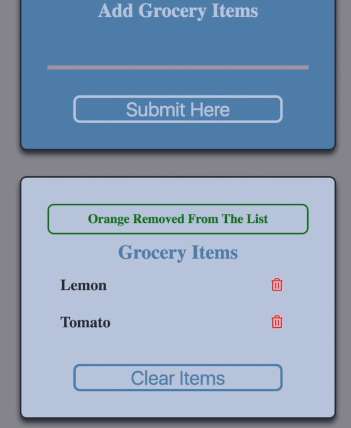 Add Grocery Items
Submit Here
Orange Removed From The List
Grocery Items
Lemon
Tomato
Clear Items